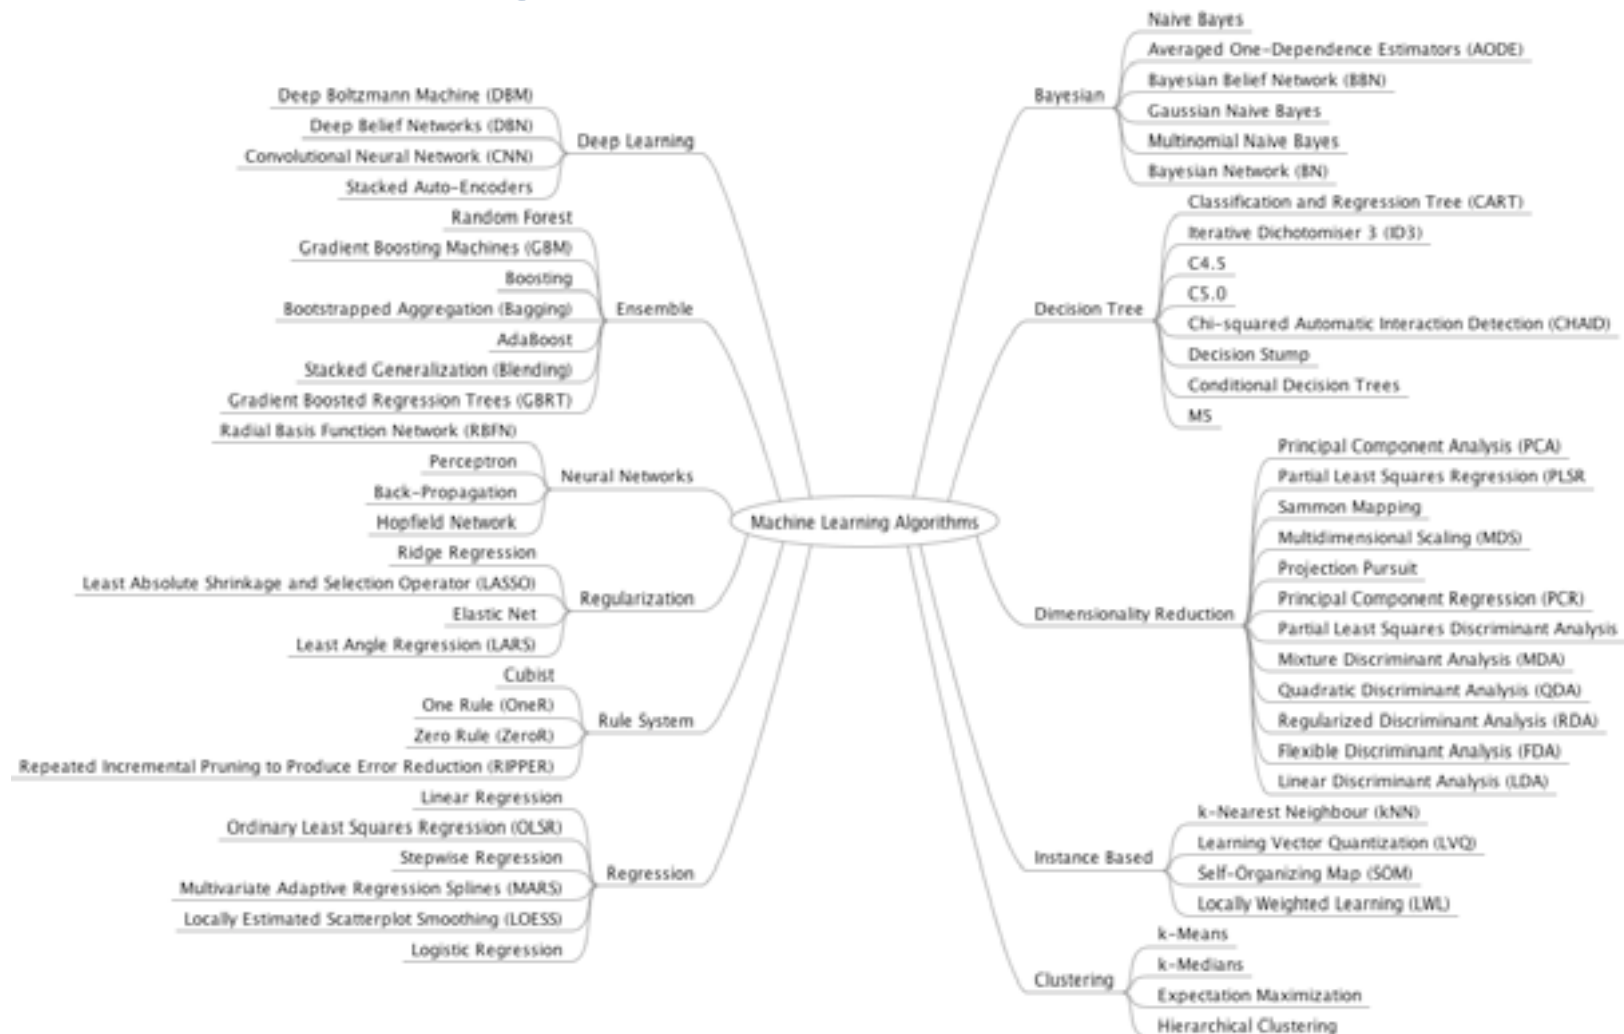 Machine Learning Algorithms
Deep Learning
Deep Boltzmann Machine (DBM)
Deep Belief Networks (DBN)
Convolutional Neural Network (CNN)
Stacked Auto-Encoders
Ensemble
Random Forest
Gradient Boosting Machines (GBM)
Boosting
Bootstrapped Aggregation (Bagging)
AdaBoost
Stacked Generalization (Blending)
Gradient Boosted Regression Trees (GBRT)
Neural Networks
Radial Basis Function Network (RBFN)
Perceptron
Back-Propagation
Hopfield Network
Regularization
Ridge Regression
Least Absolute Shrinkage and Selection Operator (LASSO)
Elastic Net
Least Angle Regression (LARS)
Rule System
Cubist
One Rule (OneR)
Zero Rule (ZeroR)
Repeated Incremental Pruning to Produce Error Reduction (RIPPER)
Regression
Linear Regression
Ordinary Least Squares Regression (OLSR)
Stepwise Regression
Multivariate Adaptive Regression Splines (MARS)
Locally Estimated Scatterplot Smoothing (LOESS)
Logistic Regression
Bayesian
Naive Bayes
Averaged One-Dependence Estimators (AODE)
Bayesian Belief Network (BBN)
Gaussian Naive Bayes
Multinomial Naive Bayes
Bayesian Network (BN)
Decision Tree
Classification and Regression Tree (CART)
Iterative Dichotomiser 3 (ID3)
C4.5
C5.0
Chi-squared Automatic Interaction Detection (CHAID)
Decision Stump
Conditional Decision Trees
M5
Dimensionality Reduction
Principal Component Analysis (PCA)
Partial Least Squares Regression (PLSR
Sammon Mapping
Multidimensional Scaling (MDS)
Projection Pursuit
Principal Component Regression (PCR)
Partial Least Squares Discriminant Analysis
Mixture Discriminant Analysis (MDA)
Quadratic Discriminant Analysis (QDA)
Regularized Discriminant Analysis (RDA)
Flexible Discriminant Analysis (FDA)
Linear Discriminant Analysis (LDA)
Instance Based
k-Nearest Neighbour (kNN)
Learning Vector Quantization (LVQ)
Self-Organizing Map (SOM)
Locally Weighted Learning (LWL)
Clustering
k-Means
k-Medians
Expectation Maximization
Hierarchical Clustering